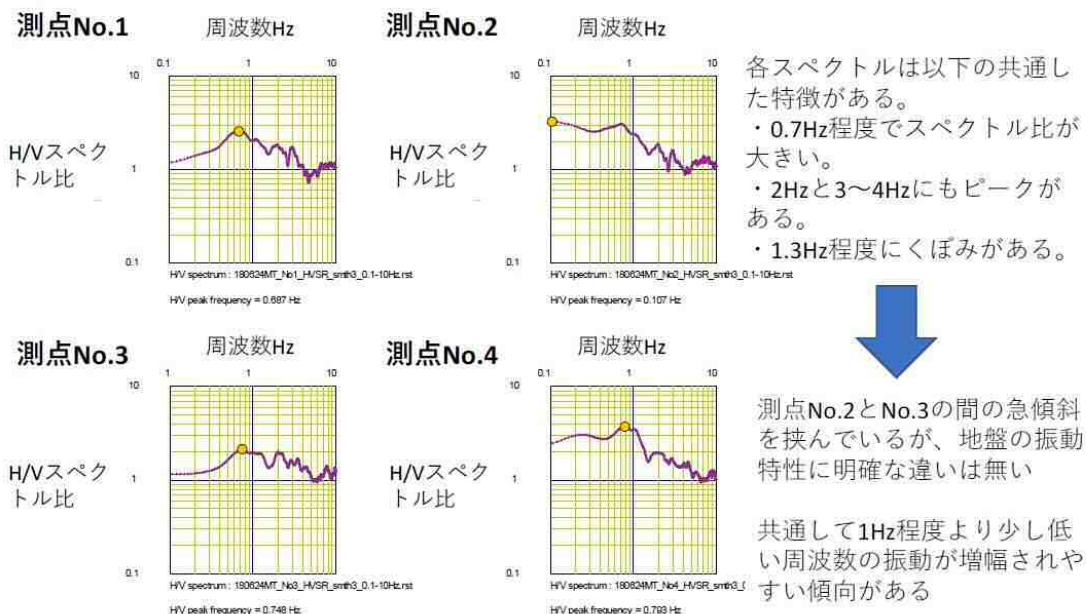 測点No.1
周波数Hz
0.1 1 10
10
1
0.1
H/Vスペク
トル比
H/V spectrum : 180624MT_No1_HVSR_smth3_0.1-10Hz.rst
H/V peak frequency = 0.687 Hz
測点No.2
周波数Hz
0.1 1 10
10
1
0.1
H/Vスペク
トル比
H/V spectrum : 180624MT_No2_HVSR_smth3_0.1-10Hz.rst
H/V peak frequency = 0.107 Hz
各スペクトルは以下の共通し
た特徴がある。
・0.7Hz程度でスペクトル比が
大きい。
・2Hzと3～4Hzにもピークが
ある。
・1.3Hz程度にくぼみがある。
測点No.3
周波数Hz
1 1 10
10
1
0.1
H/Vスペク
トル比
H/V spectrum : 180624MT_No3_HVSR_smth3_0.1-10Hz.rst
H/V peak frequency = 0.748 Hz
測点No.4
周波数Hz
0.1 1 10
10
1
0.1
H/Vスペク
トル比
H/V spectrum : 180624MT_No4_HVSR_smth3_0
H/V peak frequency = 0.793 Hz
測点No.2とNo.3の間の急傾斜
を挟んでいるが、地盤の振動
特性に明確な違いは無い
共通して1Hz程度より少し低
い周波数の振動が増幅されや
すい傾向がある